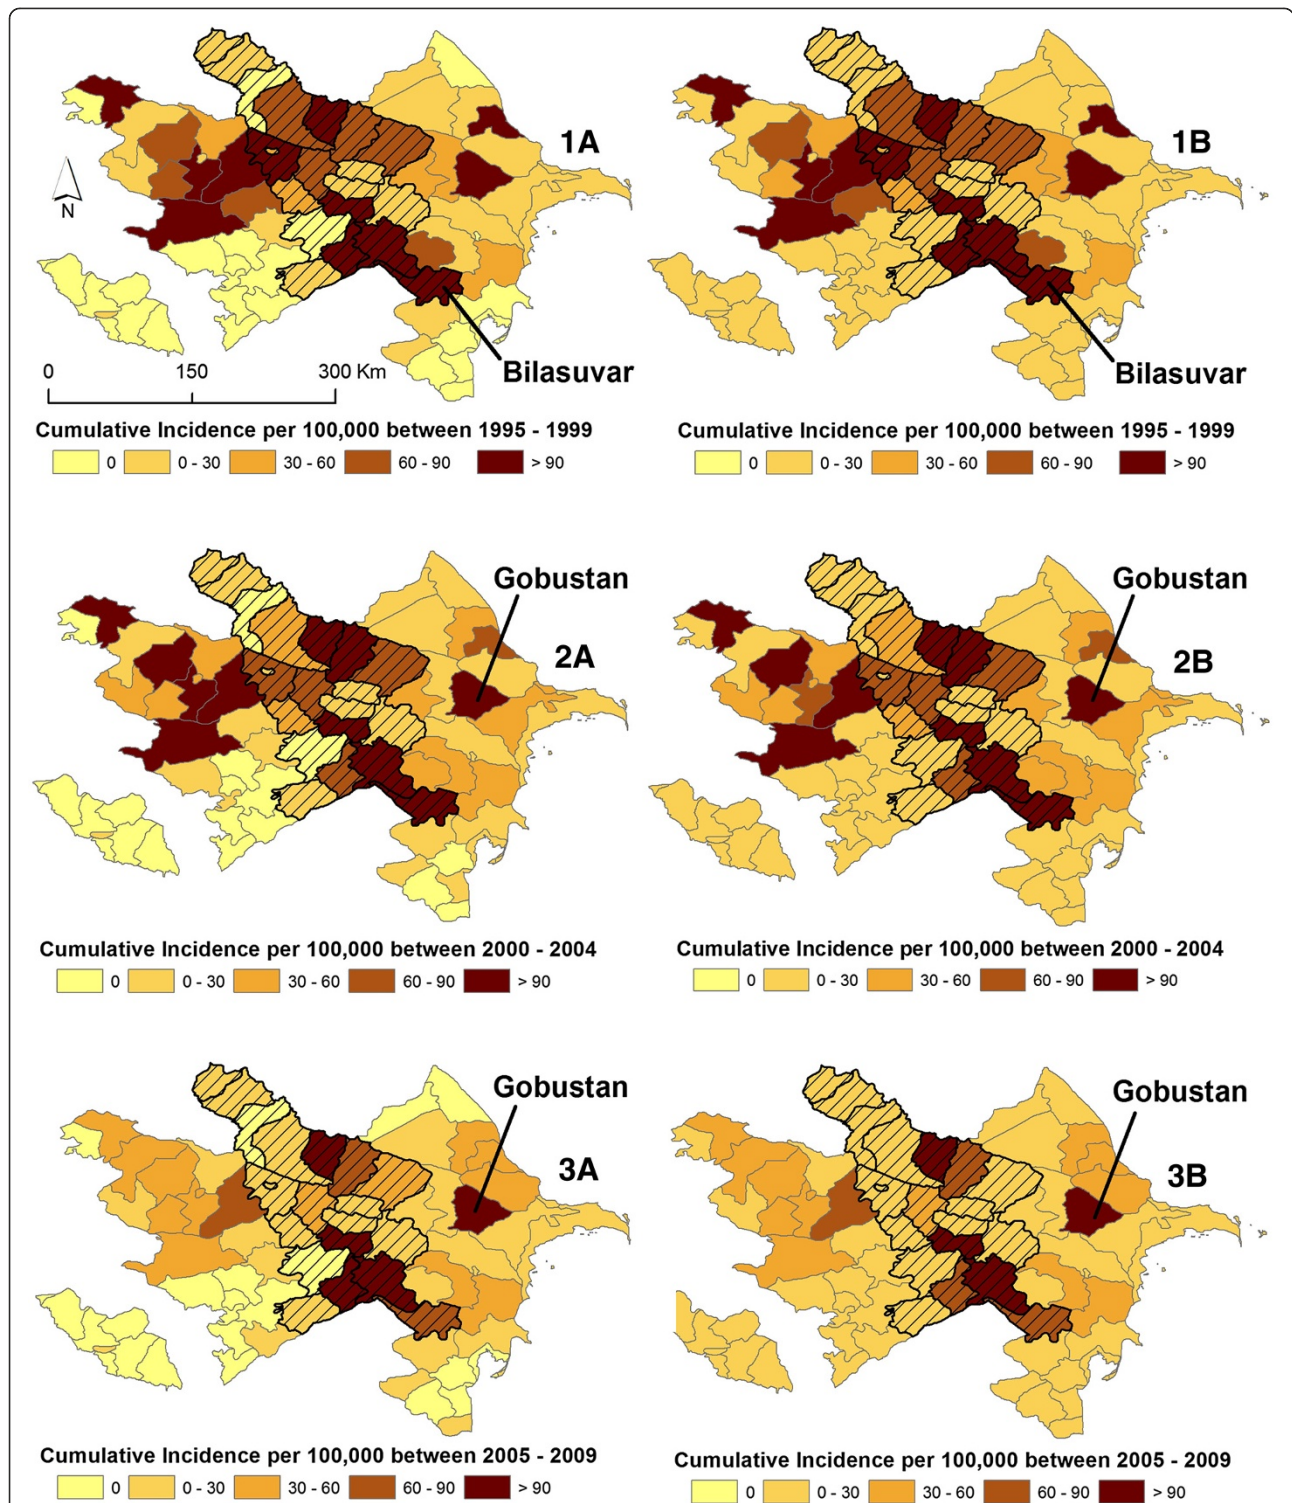 1A
N
Bilasuvar
0 150 300 Km
Cumulative Incidence per 100,000 between 1995 - 1999
0 0 - 30 30 - 60 60 - 90 > 90
1B
Bilasuvar
Cumulative Incidence per 100,000 between 1995 - 1999
0 0 - 30 30 - 60 60 - 90 > 90
Gobustan
2A
Cumulative Incidence per 100,000 between 2000 - 2004
0 0 - 30 30 - 60 60 - 90 > 90
Gobustan
2B
Cumulative Incidence per 100,000 between 2000 - 2004
0 0 - 30 30 - 60 60 - 90 > 90
Gobustan
3A
Cumulative Incidence per 100,000 between 2005 - 2009
0 0 - 30 30 - 60 60 - 90 > 90
Gobustan
3B
Cumulative Incidence per 100,000 between 2005 - 2009
0 0 - 30 30 - 60 60 - 90 > 90